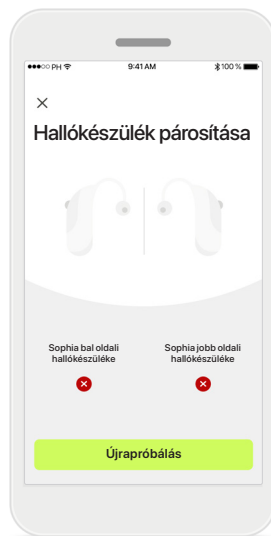 PH 9:41 AM 100 %
Hallókészülék párosítása
Sophia bal oldali
hallókészüléke
Sophia jobb oldali
hallókészüléke
Újrapróbálás